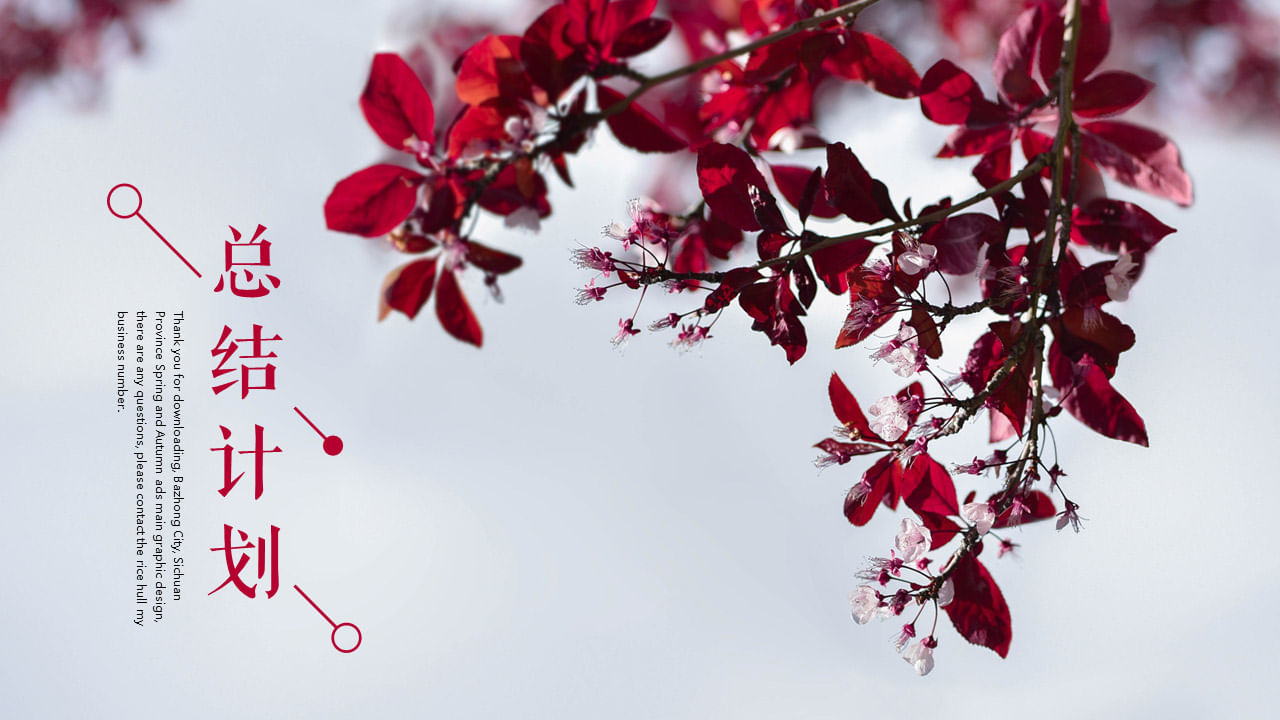 总结计划
Thank you for downloading, Bazhong City, Sichuan
Province Spring and Autumn ads main graphic design,
there are any questions, please contact the rice hull my
business number.